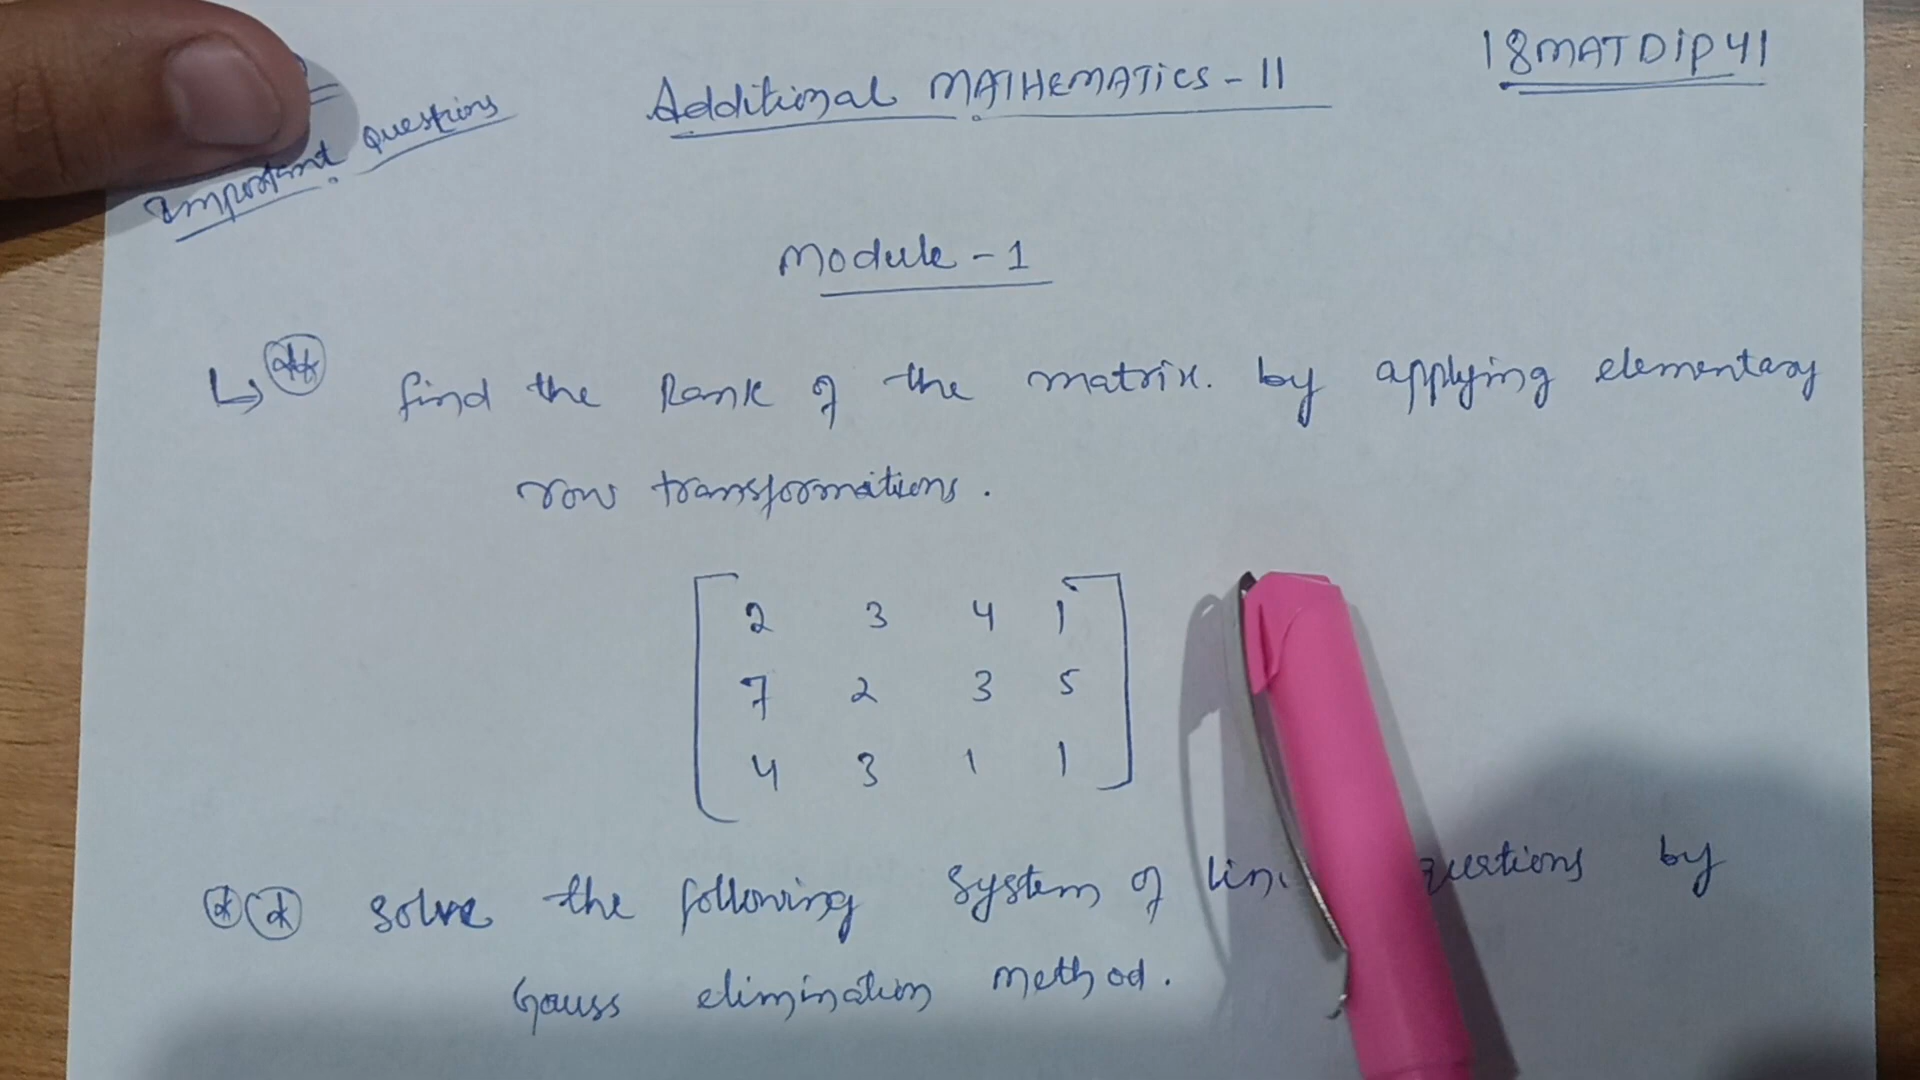 18MATDIP41
Additional MATHEMATICS - II
Important Questions
Module - 1
find the Rank of the matrix. by applying elementary
row transformations.
2 3 4 1
7 2 3 5
4 3 1 1
Solve the following system of by
Gauss elimination method.